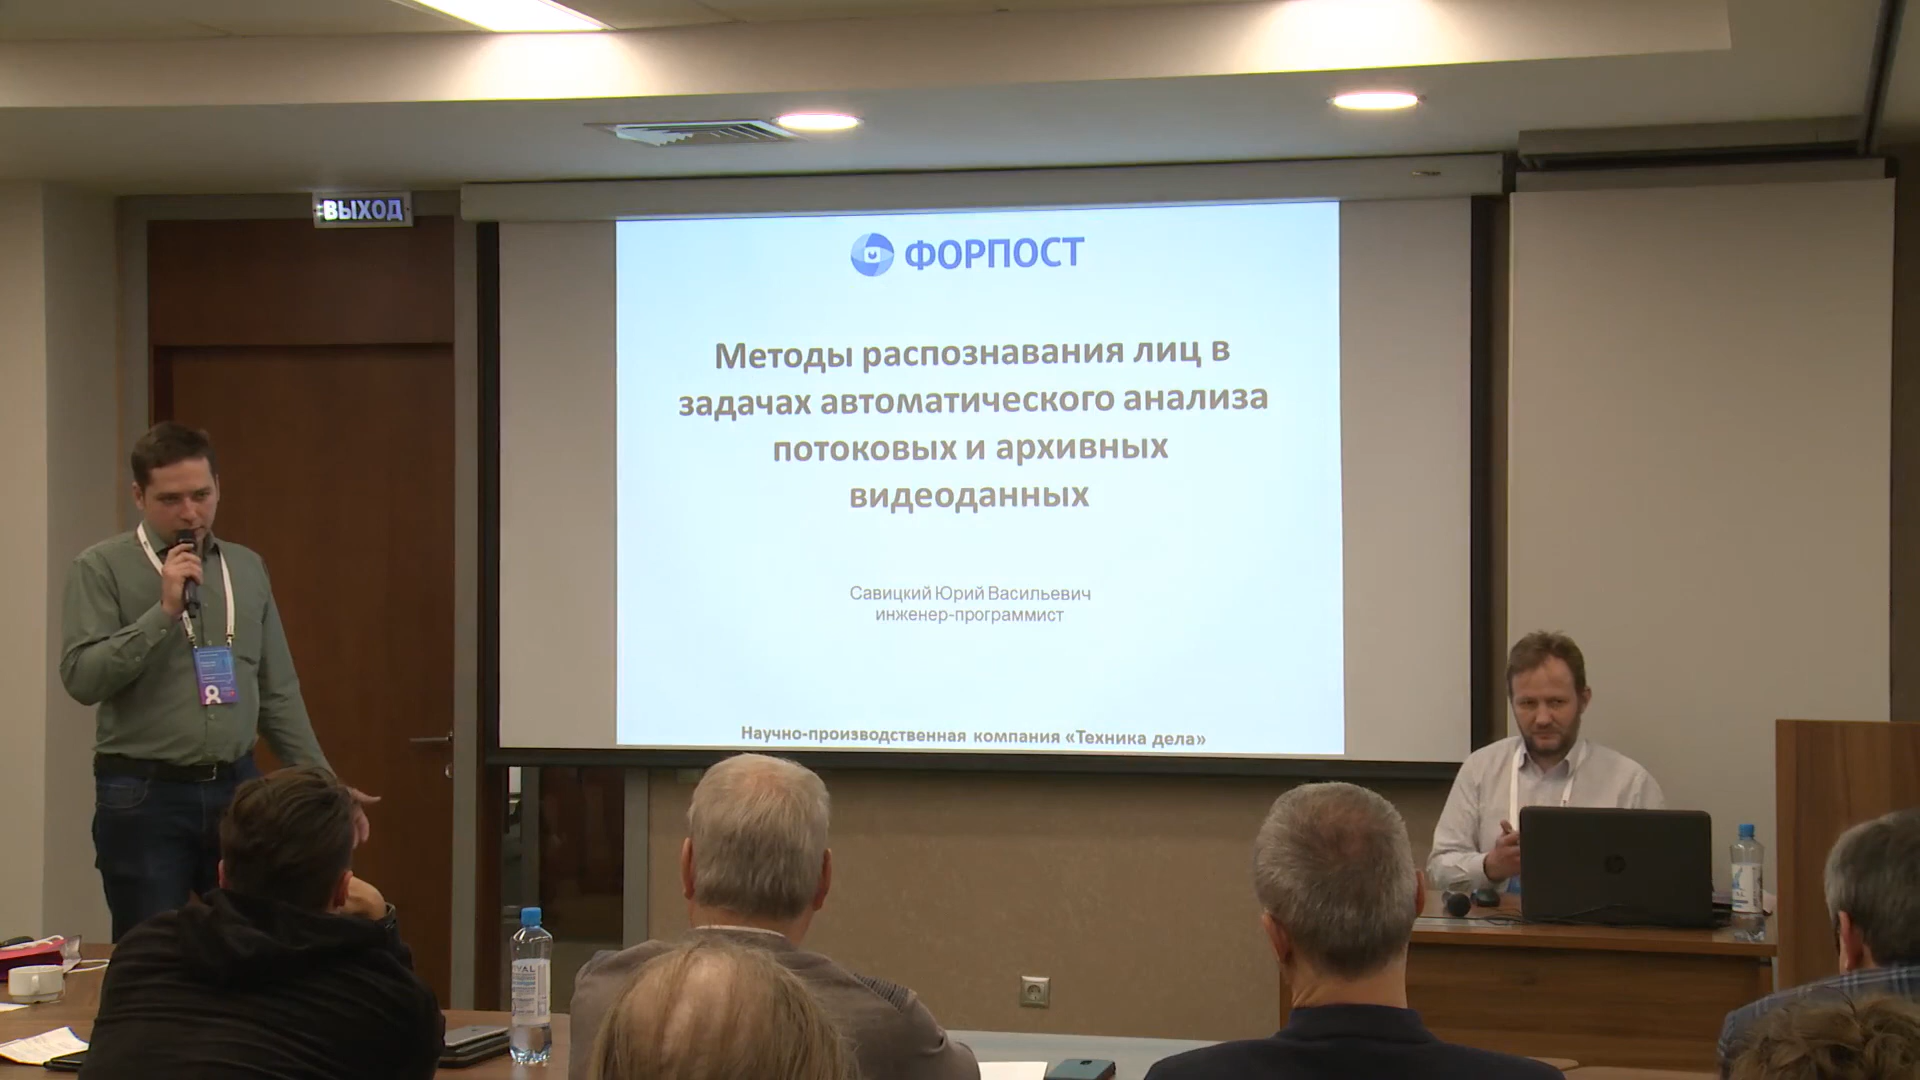 ВЫХОД
ФОРПОСТ
Методы распознавания лиц в
задачах автоматического анализа
потоковых и архивных
видеоданных
Савицкий Юрий Васильевич
инженер-программист
Научно-производственная компания «Техника дела»
8